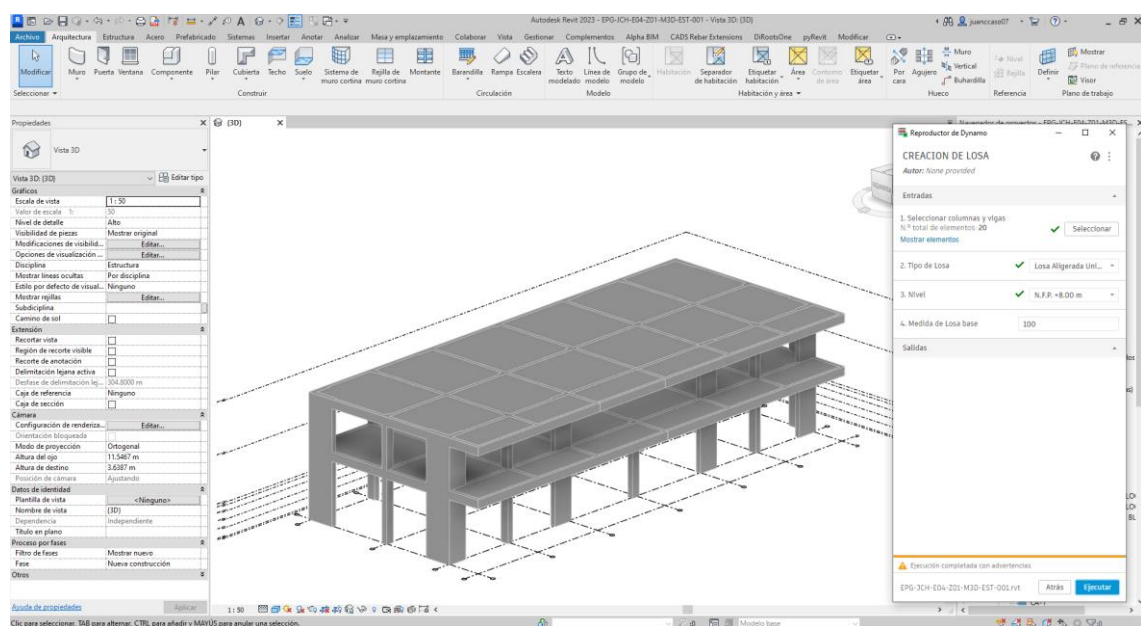 Autodesk Revit 2023 - EPG-JCH-E04-Z01-M3D-EST-001 - Vista 3D: {3D}
juenccaso07
Archivo Arquitectura Estructura Acero Prefabricado Sistemas Insertar Anotar Analizar Masa y emplazamiento Colaborar Vista Gestionar Complementos Alpha BIM CADS Rebar Extensions DiRootsOne pyRevit Modificar
Modificar Muro Puerta Ventana Componente Pilar Cubierta Techo Suelo Sistema de muro cortina Rejilla de muro cortina Montante Barandilla Rampa Escalera Texto modelado Línea de modelo Grupo de modelo Habitación Separador de habitación Etiquetar habitación Área Contorno de área Etiquetar área Por cara Agujero Muro Vertical Buhardilla Nivel Rejilla Definir Mostrar Plano de referencia Visor
Seleccionar Construir Circulación Modelo Habitación y área Hueco Referencia Plano de trabajo
Propiedades
{3D}
Vista 3D
Vista 3D: {3D} Editar tipo
Gráficos
Escala de vista 1 : 50
Valor de escala 1: 50
Nivel de detalle Alto
Visibilidad de piezas Mostrar original
Modificaciones de visibilid... Editar...
Opciones de visualización ... Editar...
Disciplina Estructura
Mostrar líneas ocultas Por disciplina
Estilo por defecto de visual... Ninguno
Mostrar rejillas Editar...
Subdisciplina
Camino de sol
Extensión
Recortar vista
Región de recorte visible
Recorte de anotación
Delimitación lejana activa
Desfase de delimitación lej... 304.8000 m
Caja de referencia Ninguno
Caja de sección
Cámara
Configuración de renderiza... Editar...
Orientación bloqueada
Modo de proyección Ortogonal
Altura del ojo 11.5467 m
Altura de destino 3.6387 m
Posición de cámara Ajustando
Datos de identidad
Plantilla de vista <Ninguno>
Nombre de vista {3D}
Dependencia Independiente
Título en plano
Proceso por fases
Filtro de fases Mostrar nuevo
Fase Nueva construcción
Otros
Ayuda de propiedades Aplicar
1 : 50
Reproductor de Dynamo
CREACION DE LOSA
Autor: None provided
Entradas
1. Seleccionar columnas y vigas
N.º total de elementos: 20
Seleccionar
Mostrar elementos
2. Tipo de Losa Losa Aligerada Uni...
3. Nivel N.F.P. +8.00 m
4. Medida de Losa base 100
Salidas
Ejecución completada con advertencias
EPG-JCH-E04-Z01-M3D-EST-001.rvt Atrás Ejecutar
Clic para seleccionar, TAB para alternar, CTRL para añadir y MAYÚS para anular una selección.
:0 Modelo base